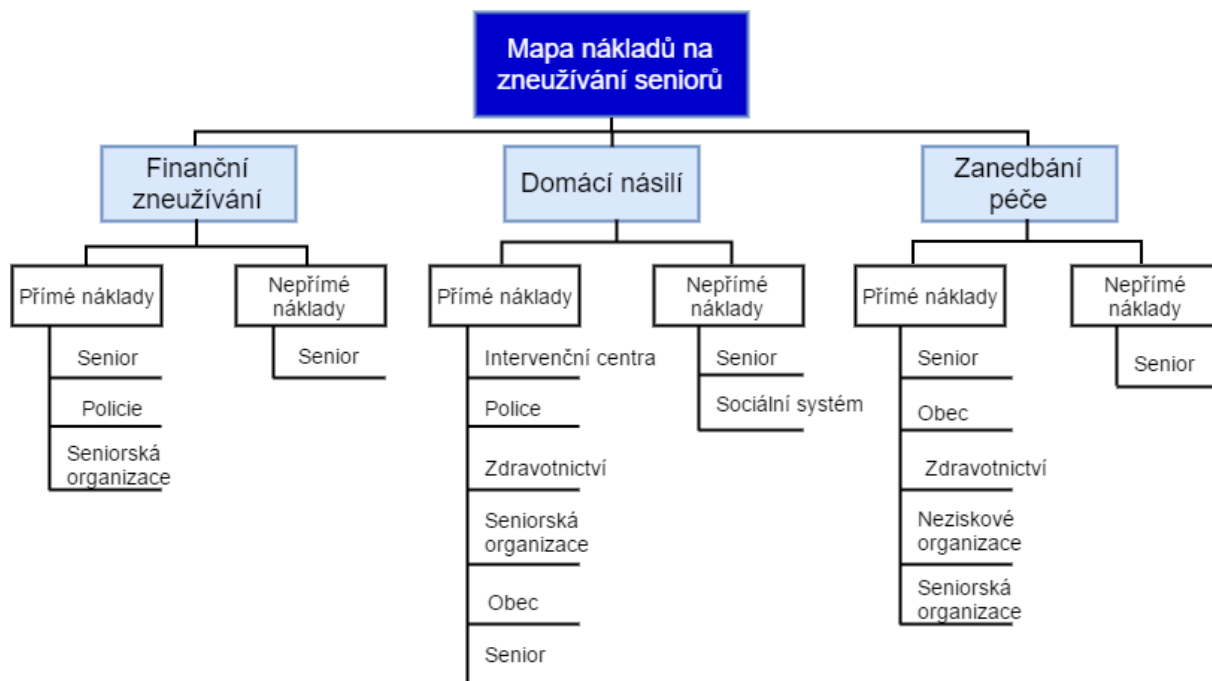 Mapa nákladů na
zneužívání seniorů
Finanční
zneužívání
Domácí násilí
Zanedbání
péče
Přímé náklady
Nepřímé
náklady
Přímé náklady
Nepřímé
náklady
Přímé náklady
Nepřímé
náklady
Senior
Policie
Seniorská
organizace
Senior
Intervenční centra
Police
Zdravotnictví
Seniorská
organizace
Obec
Senior
Senior
Sociální systém
Senior
Obec
Zdravotnictví
Neziskové
organizace
Seniorská
organizace
Senior